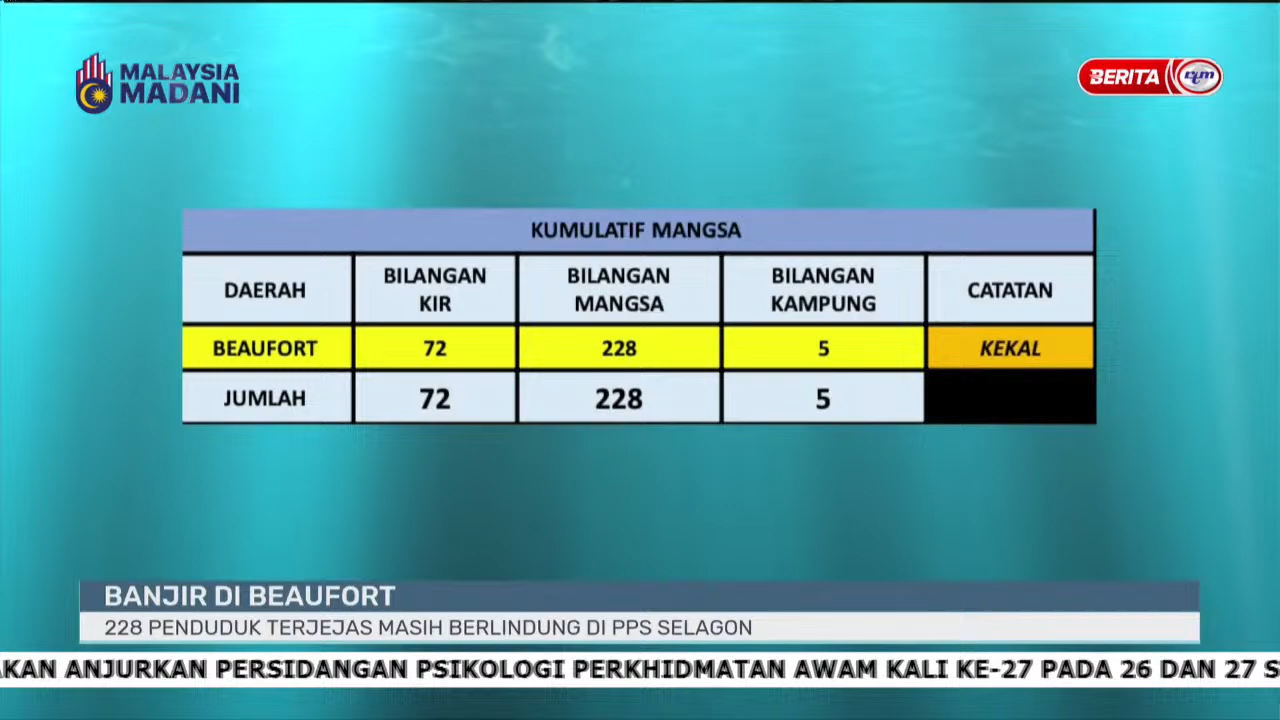 MALAYSIA
MADANI
BERITA rtm
KUMULATIF MANGSA
DAERAH BILANGAN KIR BILANGAN MANGSA BILANGAN KAMPUNG CATATAN
BEAUFORT 72 228 5 KEKAL
JUMLAH 72 228 5
BANJIR DI BEAUFORT
228 PENDUDUK TERJEJAS MASIH BERLINDUNG DI PPS SELAGON
AKAN ANJURKAN PERSIDANGAN PSIKOLOGI PERKHIDMATAN AWAM KALI KE-27 PADA 26 DAN 27 S